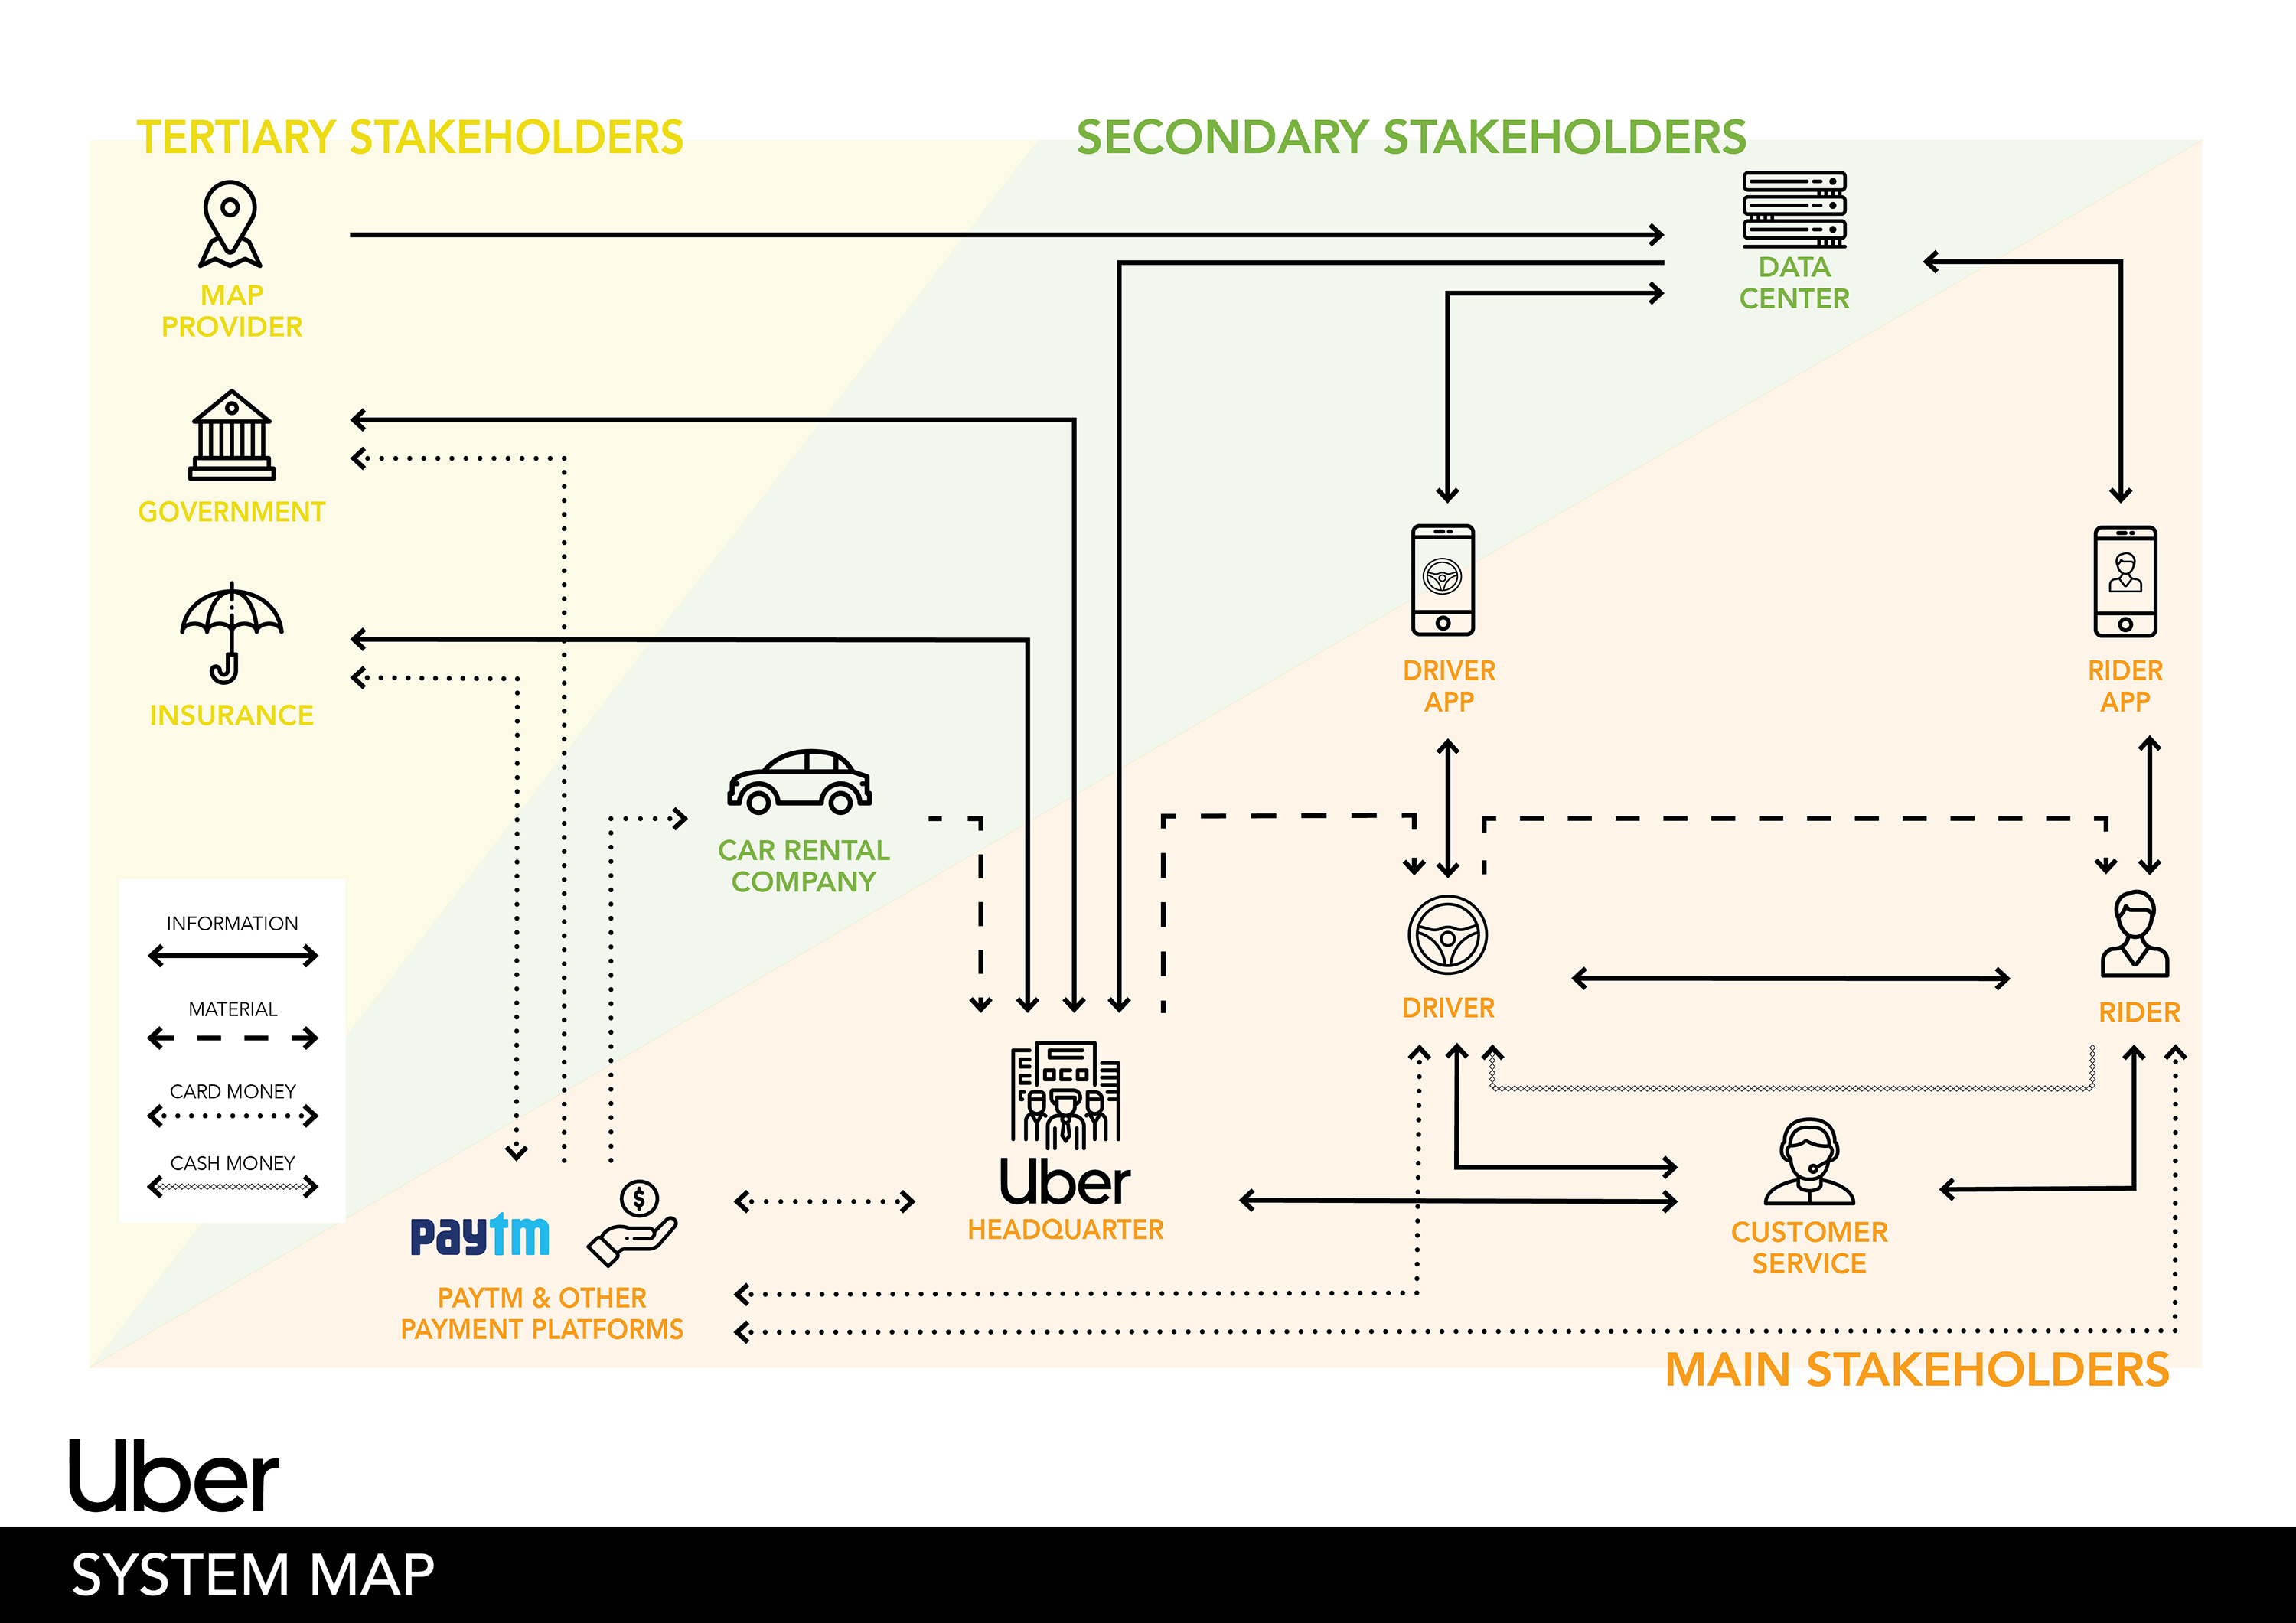 TERTIARY STAKEHOLDERS
SECONDARY STAKEHOLDERS
MAP
PROVIDER
DATA
CENTER
GOVERNMENT
INSURANCE
DRIVER
APP
RIDER
APP
CAR RENTAL
COMPANY
INFORMATION
MATERIAL
CARD MONEY
CASH MONEY
DRIVER
RIDER
Uber
HEADQUARTER
$
paytm
PAYTM & OTHER
PAYMENT PLATFORMS
CUSTOMER
SERVICE
MAIN STAKEHOLDERS
Uber
SYSTEM MAP